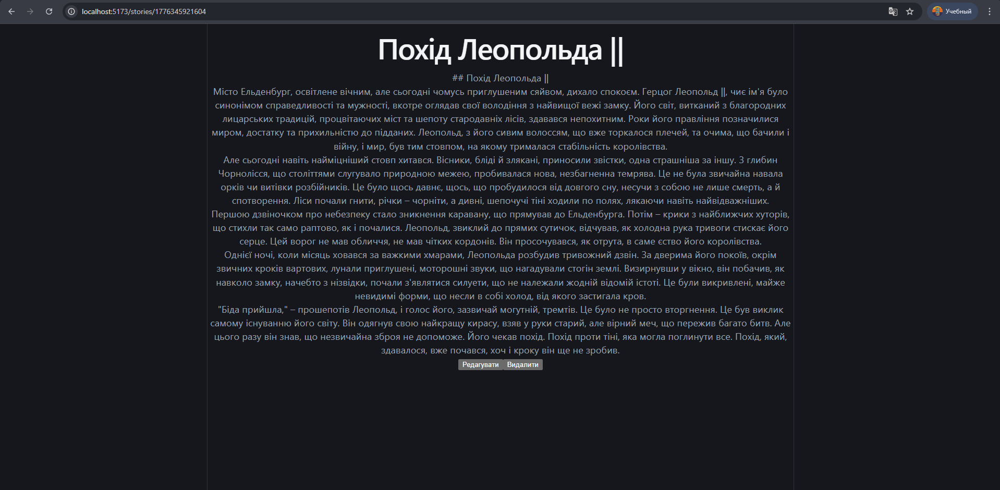 localhost:5173/stories/1776345921604
Учебный
Похід Леопольда ||
## Похід Леопольда ||
Місто Ельденбург, освітлене вічним, але сьогодні чомусь приглушеним сяйвом, дихало спокоєм. Герцог Леопольд ||, чиє ім'я було
синонімом справедливості та мужності, вкотре оглядав свої володіння з найвищої вежі замку. Його світ, витканий з благородних
лицарських традицій, процвітаючих міст та шепоту стародавніх лісів, здавався непохитним. Роки його правління позначилися
миром, достатку та прихильністю до підданих. Леопольд, з його сивим волоссям, що вже торкалося плечей, та очима, що бачили і
війну, і мир, був тим стовпом, на якому трималася стабільність королівства.
Але сьогодні навіть найміцніший стовп хитався. Вісники, бліді й злякані, приносили звістки, одна страшніша за іншу. З глибин
Чорнолісся, що століттями слугувало природною межею, пробивалася нова, незбагненна темрява. Це не була звичайна навала
орків чи витівки розбійників. Це було щось давнє, щось, що пробудилося від довгого сну, несучи з собою не лише смерть, а й
спотворення. Ліси почали гнити, річки – чорніти, а дивні, шепочучі тіні ходили по полях, лякаючи навіть найвідважніших.
Першою дзвіночком про небезпеку стало зникнення каравану, що прямував до Ельденбурга. Потім – крики з найближчих хуторів,
що стихли так само раптово, як і почалися. Леопольд, звиклий до прямих сутичок, відчував, як холодна рука тривоги стискає його
серце. Цей ворог не мав обличчя, не мав чітких кордонів. Він просочувався, як отрута, в саме єство його королівства.
Однієї ночі, коли місяць ховався за важкими хмарами, Леопольда розбудив тривожний дзвін. За дверима його покоїв, окрім
звичних кроків вартових, лунали приглушені, моторошні звуки, що нагадували стогін землі. Визирнувши у вікно, він побачив, як
навколо замку, начебто з нізвідки, почали з'являтися силуети, що не належали жодній відомій істоті. Це були викривлені, майже
невидимі форми, що несли в собі холод, від якого застигала кров.
"Біда прийшла," – прошепотів Леопольд, і голос його, зазвичай могутній, тремтів. Це було не просто вторгнення. Це був виклик
самому існуванню його світу. Він одягнув свою найкращу кирасу, взяв у руки старий, але вірний меч, що пережив багато битв. Але
цього разу він знав, що незвичайна зброя не допоможе. Його чекав похід. Похід проти тіні, яка могла поглинути все. Похід, який,
здавалося, вже почався, хоч і кроку він ще не зробив.
Редагувати Видалити